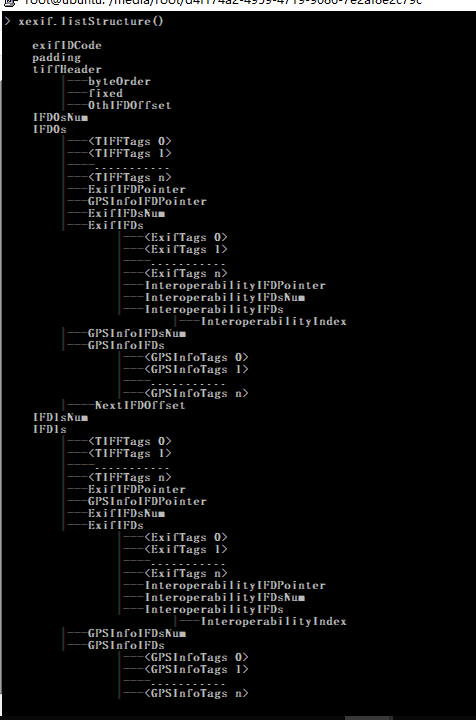 root@ubuntu: /media/root/d4f174a2-4959-4719-9080-7e2af8e2c79c
> xexif.listStructure()
exifIDCode
padding
tiffHeader
|---byteOrder
|---fixed
|---0thIFDOffset
IFD0sNum
IFD0s
|---<TIFFTags 0>
|---<TIFFTags 1>
|---...........
|---<TIFFTags n>
|---ExifIFDPointer
|---GPSInfoIFDPointer
|---ExifIFDsNum
|---ExifIFDs
|---<ExifTags 0>
|---<ExifTags 1>
|---...........
|---<ExifTags n>
|---InteroperabilityIFDPointer
|---InteroperabilityIFDsNum
|---InteroperabilityIFDs
|---InteroperabilityIndex
|---GPSInfoIFDsNum
|---GPSInfoIFDs
|---<GPSInfoTags 0>
|---<GPSInfoTags 1>
|---...........
|---<GPSInfoTags n>
|----NextIFDOffset
IFD1sNum
IFD1s
|---<TIFFTags 0>
|---<TIFFTags 1>
|---...........
|---<TIFFTags n>
|---ExifIFDPointer
|---GPSInfoIFDPointer
|---ExifIFDsNum
|---ExifIFDs
|---<ExifTags 0>
|---<ExifTags 1>
|---...........
|---<ExifTags n>
|---InteroperabilityIFDPointer
|---InteroperabilityIFDsNum
|---InteroperabilityIFDs
|---InteroperabilityIndex
|---GPSInfoIFDsNum
|---GPSInfoIFDs
|---<GPSInfoTags 0>
|---<GPSInfoTags 1>
|---...........
|---<GPSInfoTags n>